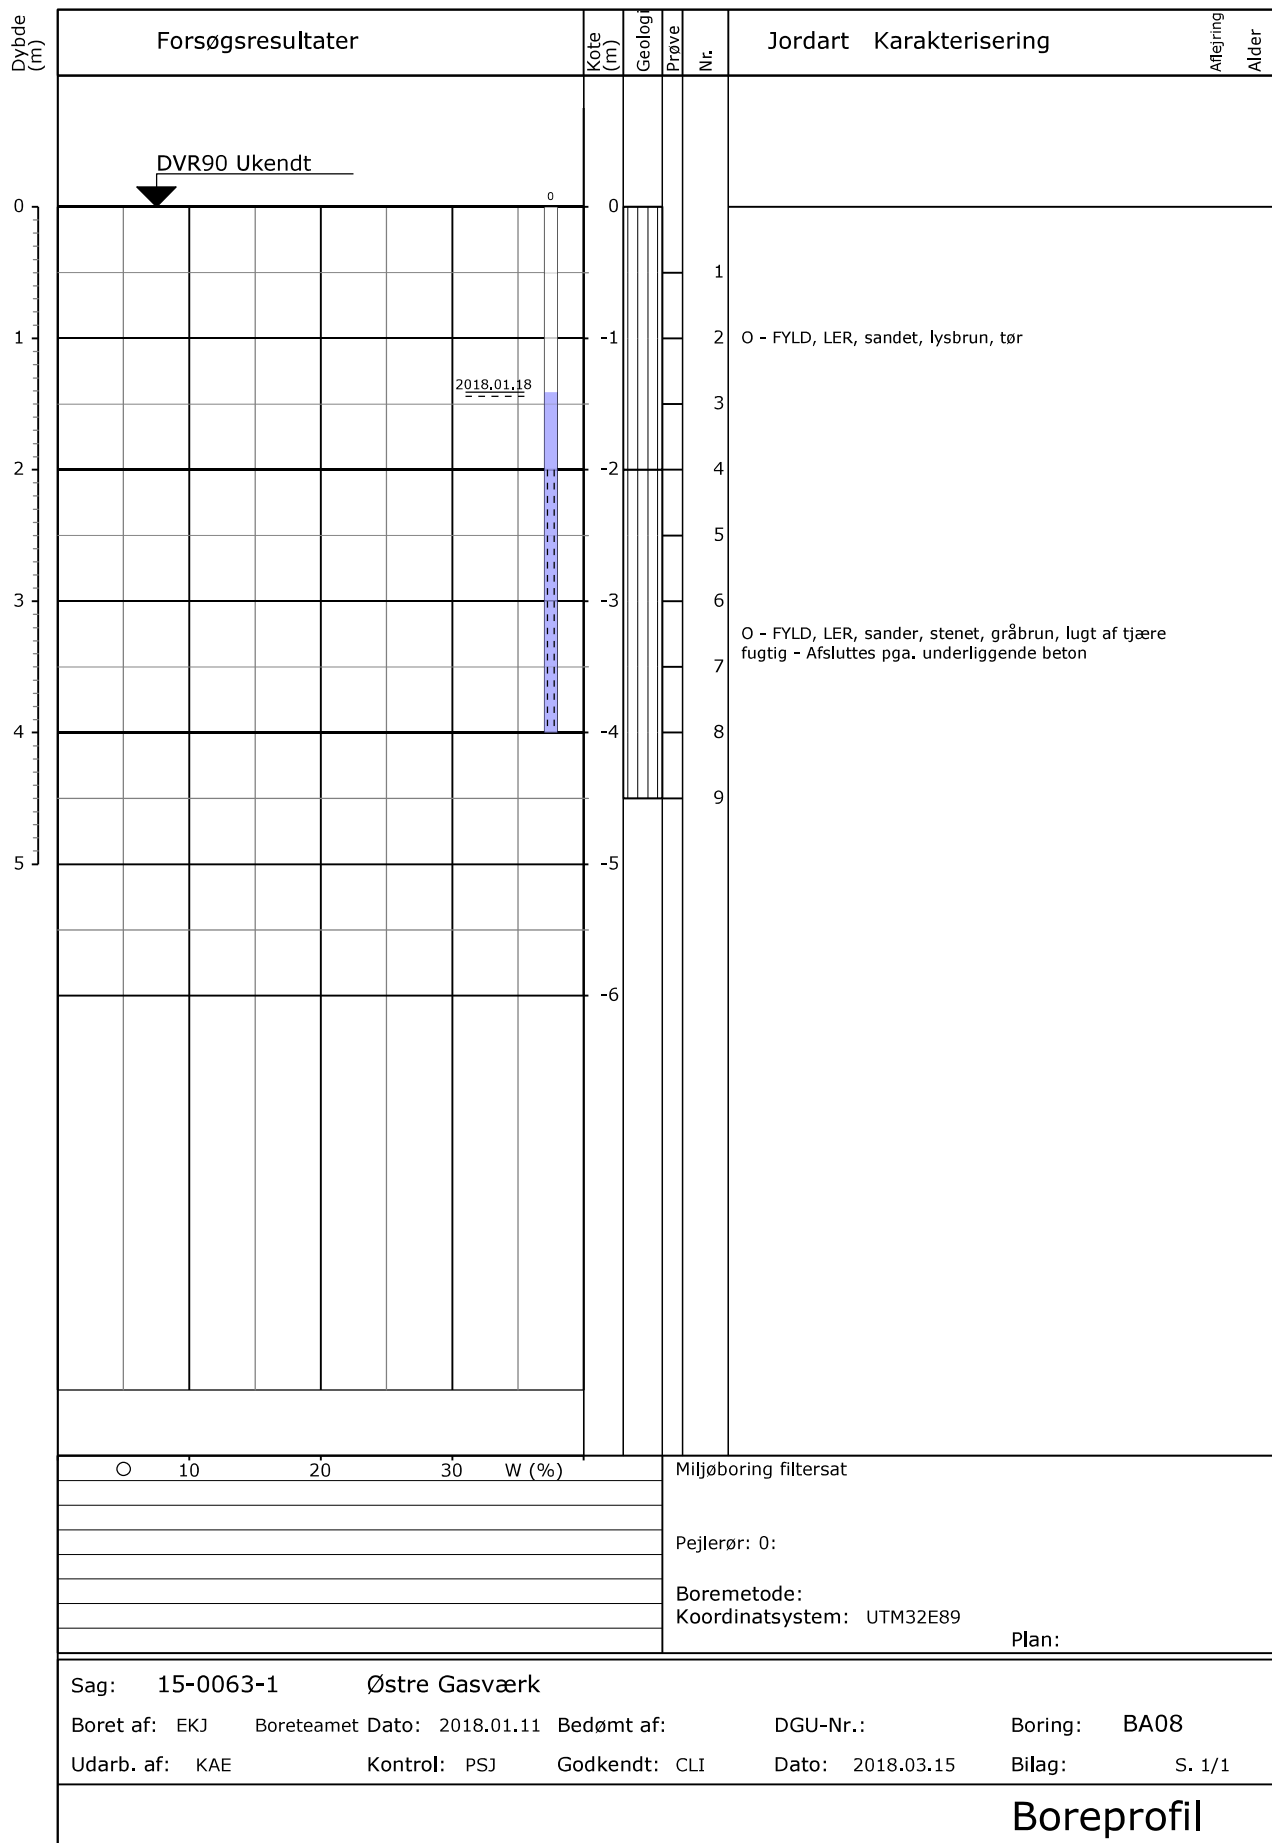 Dybde (m)
Forsøgsresultater
Kote (m)
Geologi
Prøve
Nr.
Jordart Karakterisering
Aflejring
Alder
DVR90 Ukendt
0
0 0
1
1 -1 2 O - FYLD, LER, sandet, lysbrun, tør
2018.01.18
3
2 -2 4
5
3 -3 6
O - FYLD, LER, sander, stenet, gråbrun, lugt af tjære
fugtig - Afsluttes pga. underliggende beton
7
4 -4 8
9
5 -5
-6
10 20 30 W (%)
Miljøboring filtersat
Pejlerør: 0:
Boremetode:
Koordinatsystem: UTM32E89
Plan:
Sag: 15-0063-1 Østre Gasværk
Boret af: EKJ Boreteamet Dato: 2018.01.11 Bedømt af: DGU-Nr.: Boring: BA08
Udarb. af: KAE Kontrol: PSJ Godkendt: CLI Dato: 2018.03.15 Bilag: S. 1/1
Boreprofil